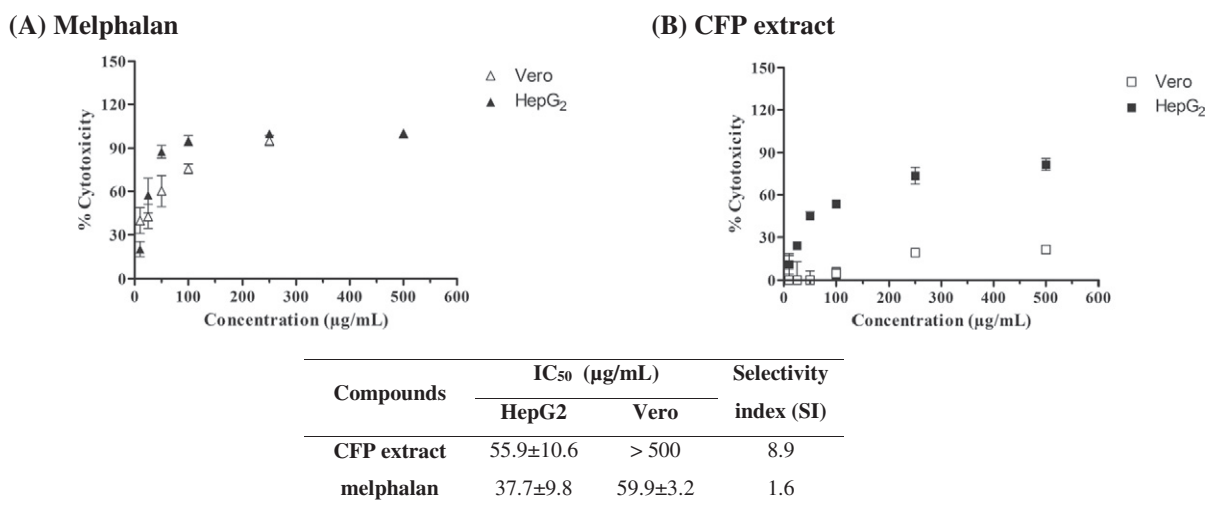 (A) Melphalan
150
120
90
60
30
0
% Cytotoxicity
0 100 200 300 400 500 600
Concentration (µg/mL)
Vero
HepG₂
(B) CFP extract
150
120
90
60
30
0
% Cytotoxicity
0 100 200 300 400 500 600
Concentration (µg/mL)
Vero
HepG₂
Compounds IC₅₀ (µg/mL) Selectivity
HepG2 Vero index (SI)
CFP extract 55.9±10.6 > 500 8.9
melphalan 37.7±9.8 59.9±3.2 1.6